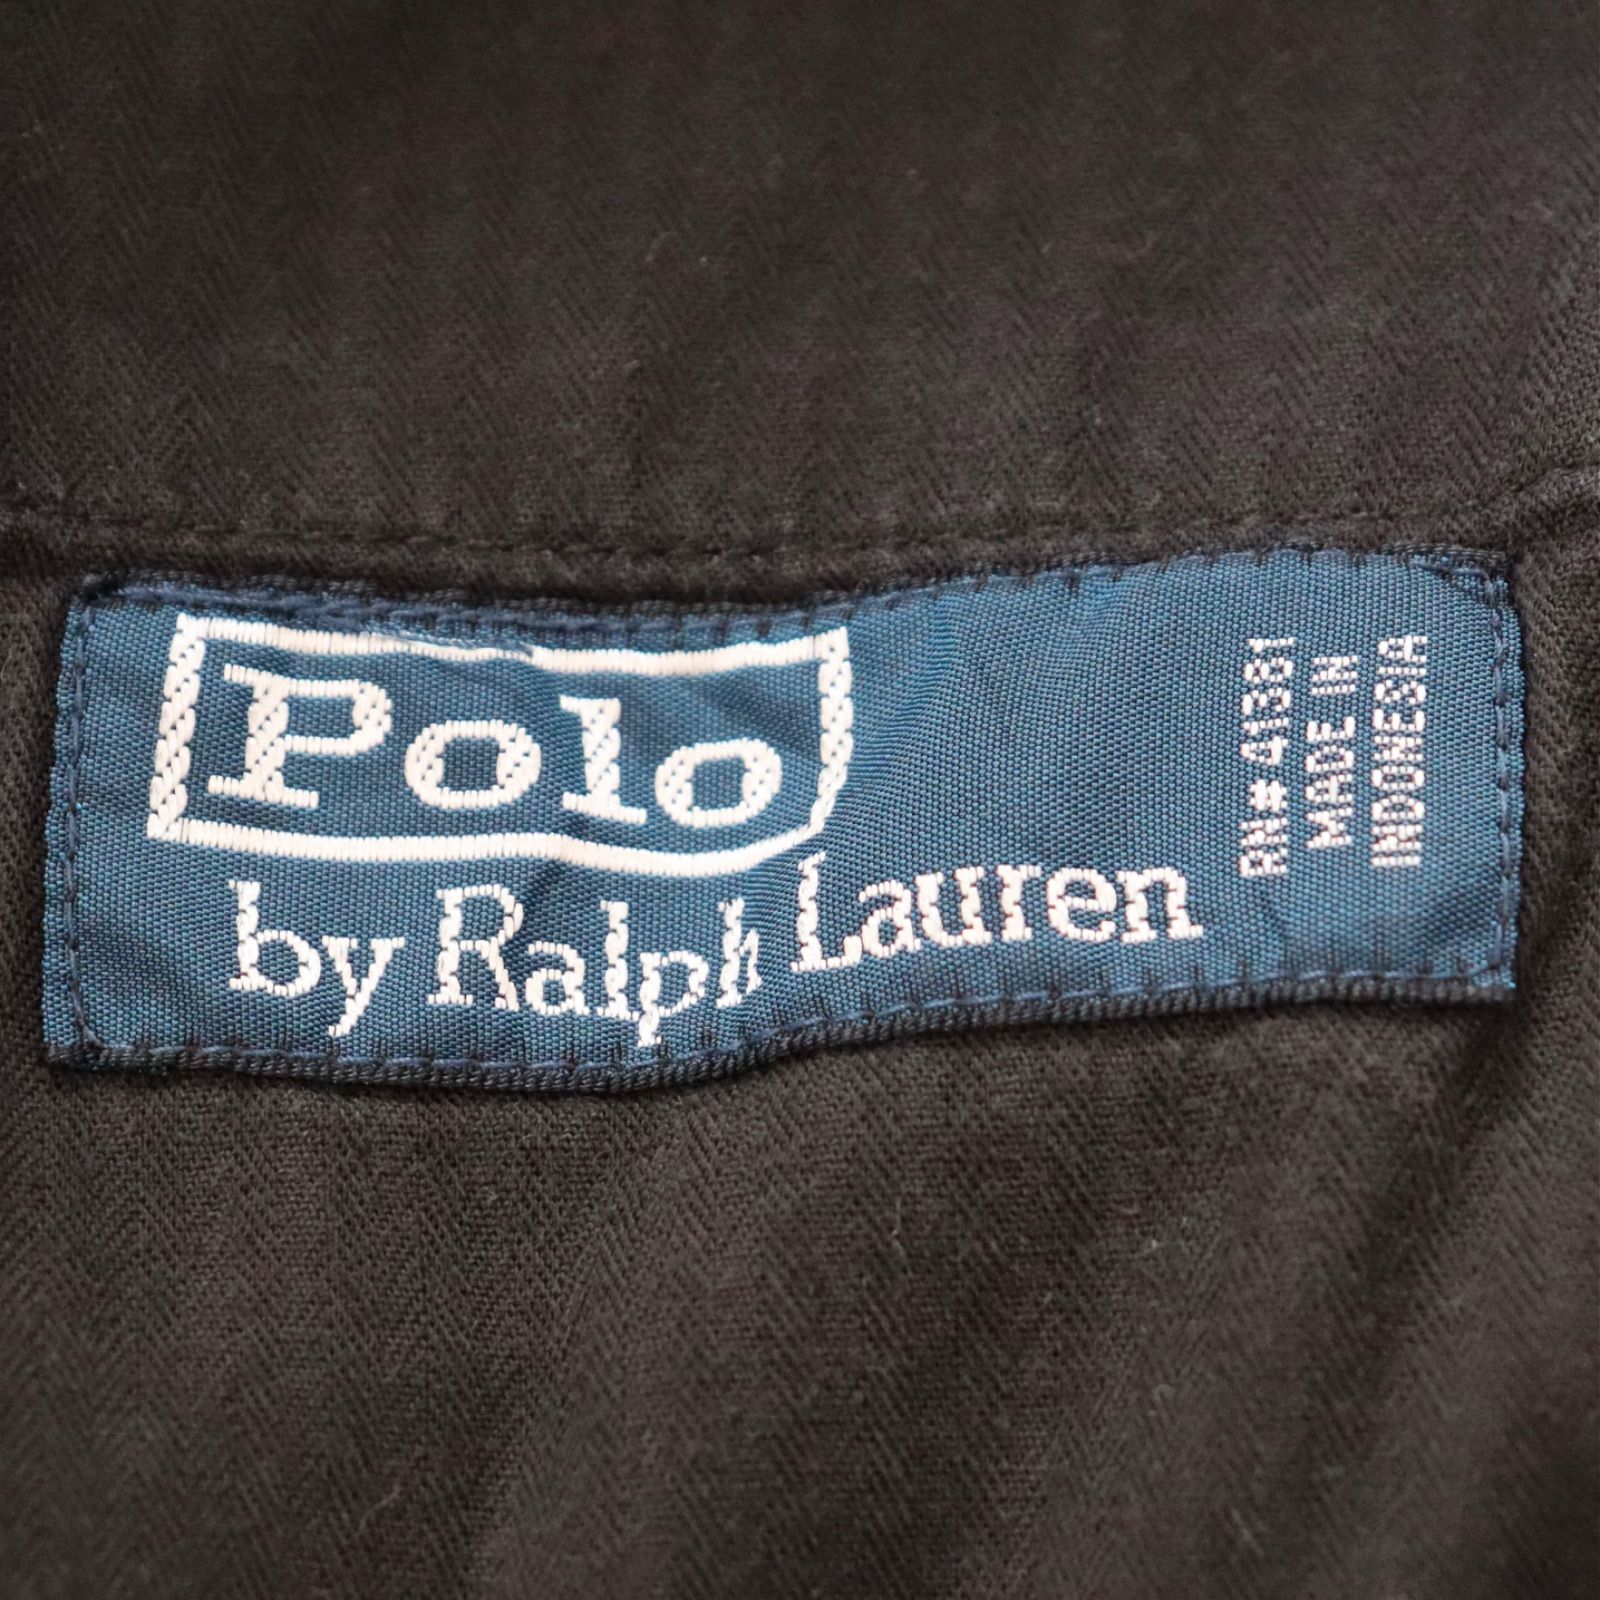 Polo
by Ralph Lauren
RN# 41381
MADE IN
INDONESIA